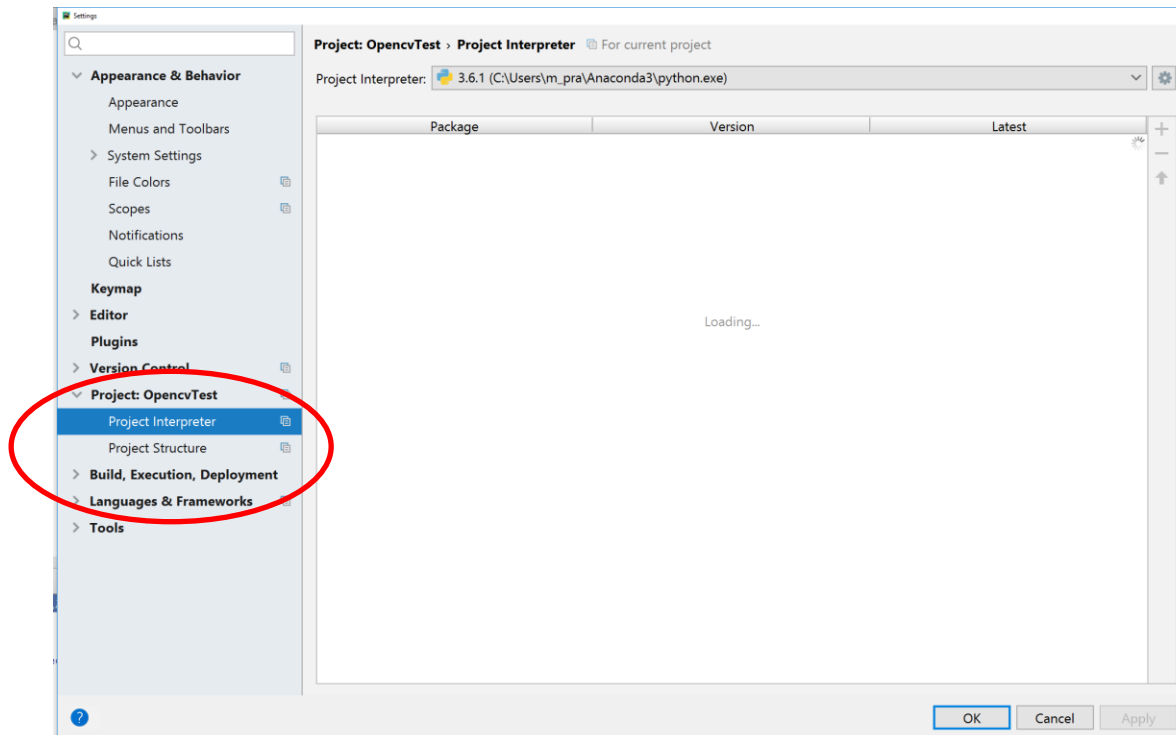 Settings
Project: OpencvTest › Project Interpreter For current project
Appearance & Behavior
Project Interpreter: 3.6.1 (C:\Users\m_pra\Anaconda3\python.exe)
Appearance
Menus and Toolbars
System Settings
File Colors
Scopes
Notifications
Quick Lists
Keymap
Editor
Plugins
Version Control
Project: OpencvTest
Project Interpreter
Project Structure
Build, Execution, Deployment
Languages & Frameworks
Tools
Package Version Latest
Loading...
?
OK Cancel Apply